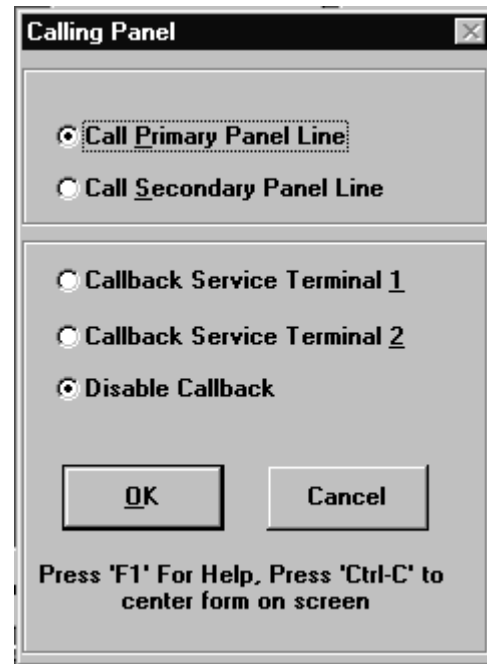 Calling Panel
Call Primary Panel Line
Call Secondary Panel Line
Callback Service Terminal 1
Callback Service Terminal 2
Disable Callback
OK
Cancel
Press 'F1' For Help, Press 'Ctrl-C' to
center form on screen